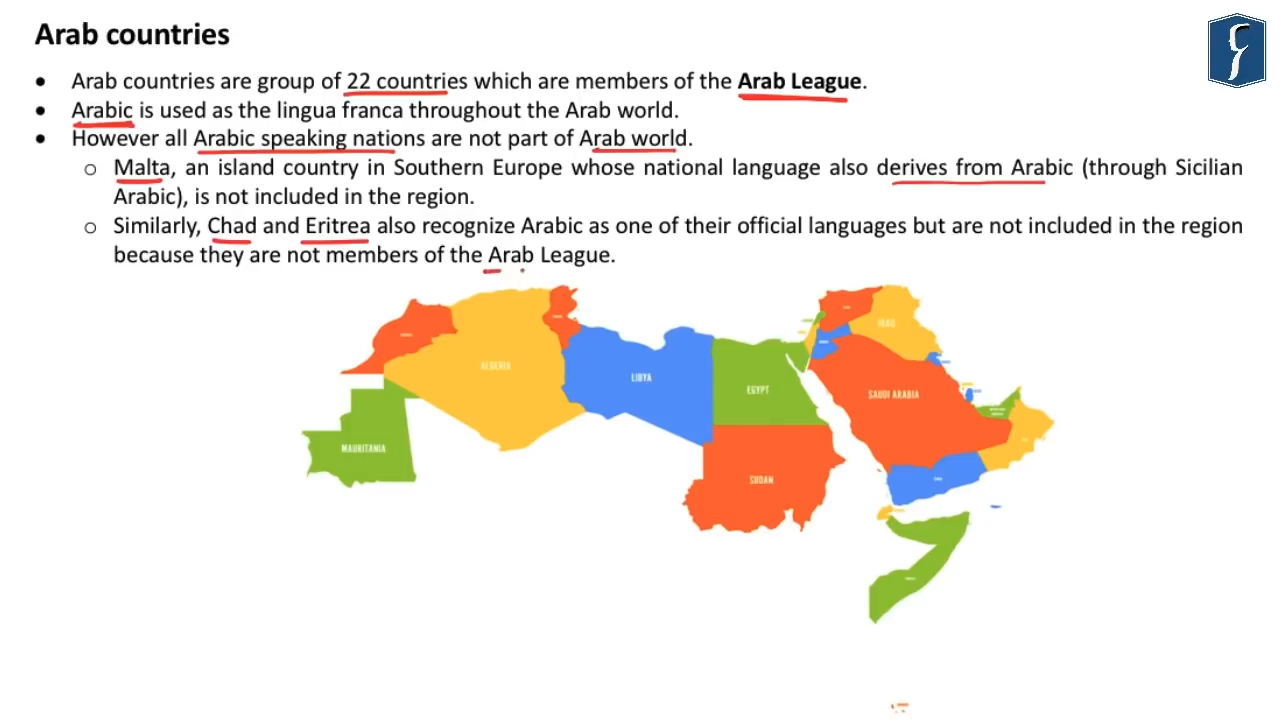 Arab countries
• Arab countries are group of 22 countries which are members of the Arab League.
• Arabic is used as the lingua franca throughout the Arab world.
• However all Arabic speaking nations are not part of Arab world.
o Malta, an island country in Southern Europe whose national language also derives from Arabic (through Sicilian
Arabic), is not included in the region.
o Similarly, Chad and Eritrea also recognize Arabic as one of their official languages but are not included in the region
because they are not members of the Arab League.
IRAQ
ALGERIA
LIBYA
EGYPT
SAUDI ARABIA
MAURITANIA
SUDAN